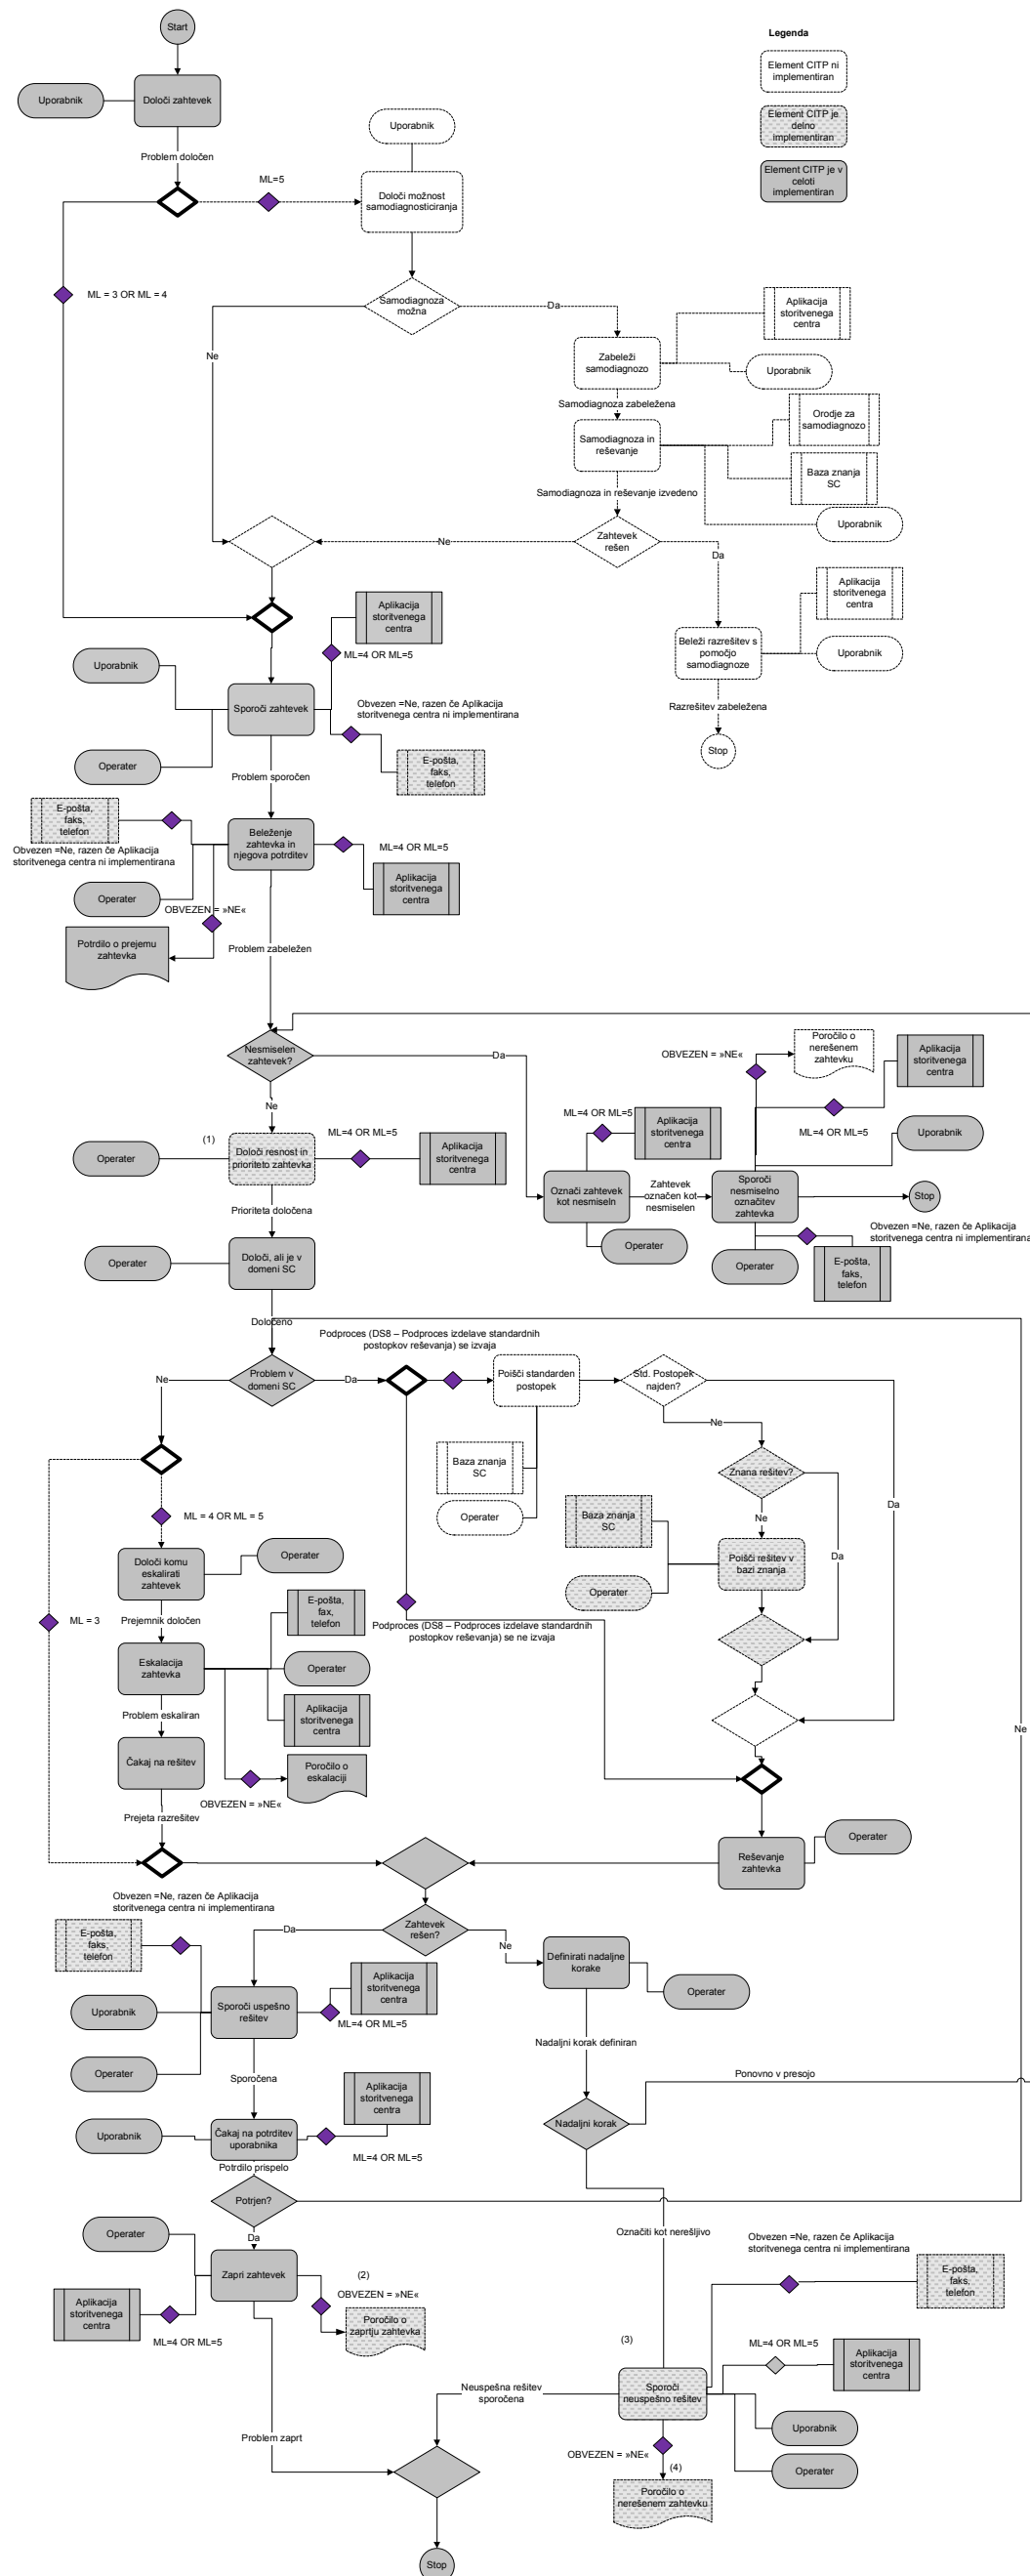 Start
Legenda
Element CITP ni
implementiran
Uporabnik
Določi zahtevek
Element CITP je
delno
implementiran
Uporabnik
Problem določen
Element CITP je v
celoti
implementiran
ML=5
Določi možnost
samodiagnosticiranja
ML = 3 OR ML = 4
Samodiagnoza
možna
Da
Aplikacija
storitvenega
centra
Ne
Zabeleži
samodiagnozo
Uporabnik
Samodiagnoza zabeležena
Orodje za
samodiagnozo
Samodiagnoza in
reševanje
Baza znanja
SC
Samodiagnoza in reševanje izvedeno
Uporabnik
Ne
Zahtevek
rešen
Da
Aplikacija
storitvenega
centra
Aplikacija
storitvenega
centra
Uporabnik
ML=4 OR ML=5
Beleži razrešitev s
pomočjo
samodiagnoze
Uporabnik
Sporoči zahtevek
Obvezen =Ne, razen če Aplikacija
storitvenega centra ni implementirana
Razrešitev zabeležena
Operater
Problem sporočen
E-pošta,
faks,
telefon
Stop
E-pošta,
faks,
telefon
Obvezen =Ne, razen če Aplikacija
storitvenega centra ni implementirana
Beleženje
zahtevka in
njegova potrditev
ML=4 OR ML=5
Aplikacija
storitvenega
centra
Operater
OBVEZEN = »NE«
Potrdilo o prejemu
zahtevka
Problem zabeležen
Nesmiselen
zahtevek?
Da
OBVEZEN = »NE«
Poročilo o
nerešenem
zahtevku
Aplikacija
storitvenega
centra
Ne
(1)
ML=4 OR ML=5
ML=4 OR ML=5
Aplikacija
storitvenega
centra
ML=4 OR ML=5
Uporabnik
Operater
Določi resnost in
prioriteto zahtevka
Aplikacija
storitvenega
centra
Označi zahtevek
kot nesmiseln
Zahtevek
označen kot
nesmiselen
Sporoči
nesmiselno
označitev
zahtevka
Stop
Prioriteta določena
Operater
Določi, ali je v
domeni SC
Operater
Operater
Obvezen =Ne, razen če Aplikacija
storitvenega centra ni implementirana
E-pošta,
faks,
telefon
Določeno
Podproces (DS8 – Podproces izdelave standardnih
postopkov reševanja) se izvaja
Ne
Problem v
domeni SC
Da
Poišči standarden
postopek
Std. Postopek
najden?
Ne
Baza znanja
SC
Znana rešitev?
Da
ML = 4 OR ML = 5
Operater
Baza znanja
SC
Ne
Določi komu
eskalirati
zahtevek
Operater
Poišči rešitev v
bazi znanja
Da
Operater
ML = 3
Prejemnik določen
E-pošta,
fax,
telefon
Podproces (DS8 – Podproces izdelave standardnih
postopkov reševanja) se ne izvaja
Eskalacija
zahtevka
Operater
Problem eskaliran
Aplikacija
storitvenega
centra
Ne
Čakaj na rešitev
Poročilo o
eskalaciji
OBVEZEN = »NE«
Prejeta razrešitev
Operater
Reševanje
zahtevka
Obvezen =Ne, razen če Aplikacija
storitvenega centra ni implementirana
E-pošta,
faks,
telefon
Da
Zahtevek
rešen?
Ne
Definirati nadaljne
korake
Aplikacija
storitvenega
centra
Operater
Uporabnik
Sporoči uspešno
rešitev
ML=4 OR ML=5
Nadaljni korak definiran
Operater
Sporočena
Ponovno v presojo
Aplikacija
storitvenega
centra
Nadaljni korak
Uporabnik
Čakaj na potrditev
uporabnika
ML=4 OR ML=5
Potrdilo prispelo
Potrjen?
Operater
Da
Označiti kot nerešljivo
Obvezen =Ne, razen če Aplikacija
storitvenega centra ni implementirana
Zapri zahtevek
(2)
OBVEZEN = »NE«
E-pošta,
faks,
telefon
Aplikacija
storitvenega
centra
ML=4 OR ML=5
Poročilo o
zaprtju zahtevka
(3)
ML=4 OR ML=5
Aplikacija
storitvenega
centra
Neuspešna rešitev
sporočena
Sporoči
neuspešno rešitev
Uporabnik
Problem zaprt
OBVEZEN = »NE«
(4)
Operater
Poročilo o
nerešenem zahtevku
Stop